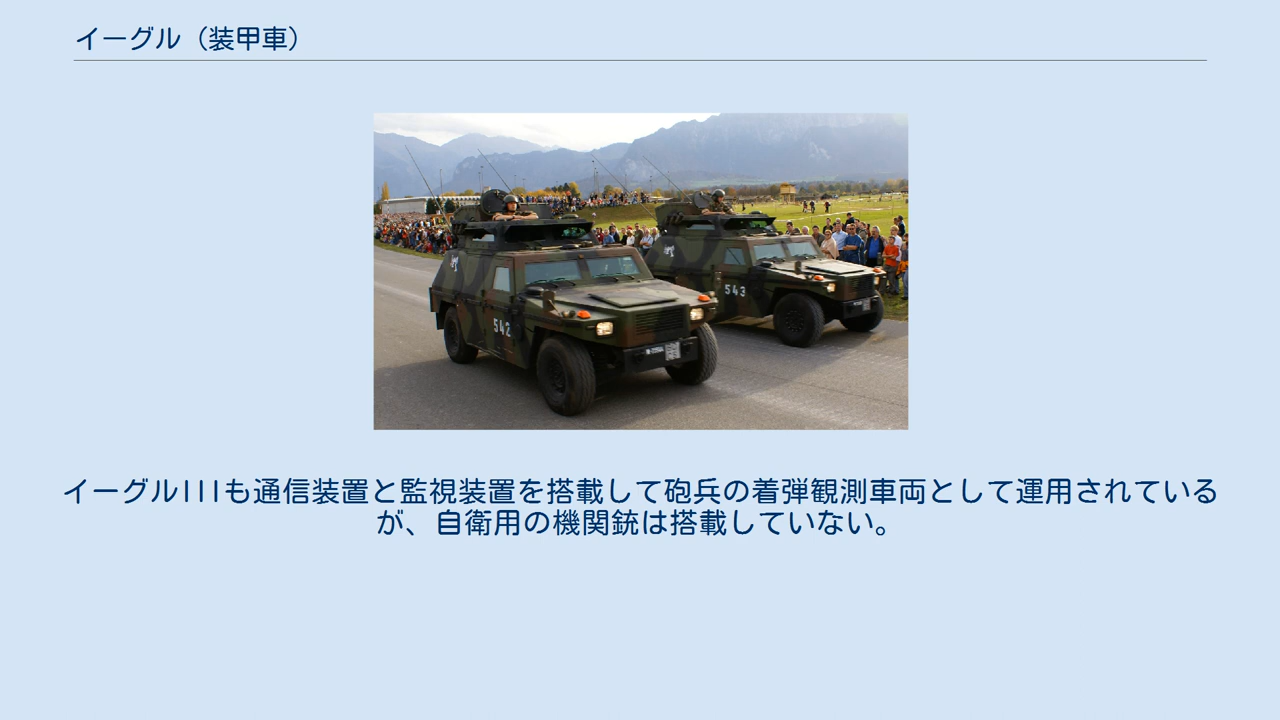 イーグル（装甲車）
542
543
イーグルIIIも通信装置と監視装置を搭載して砲兵の着弾観測車両として運用されている
が、自衛用の機関銃は搭載していない。